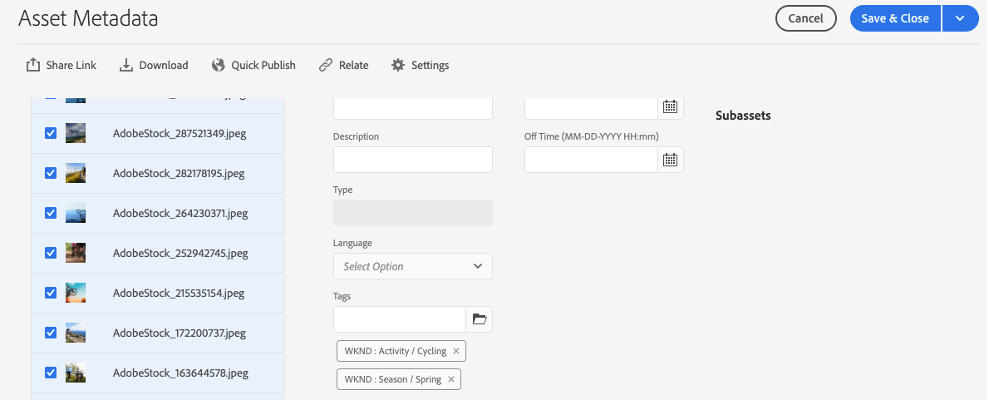 Asset Metadata
Cancel
Save & Close
Share Link
Download
Quick Publish
Relate
Settings
AdobeStock_287521349.jpeg
AdobeStock_282178195.jpeg
AdobeStock_264230371.jpeg
AdobeStock_252942745.jpeg
AdobeStock_215535154.jpeg
AdobeStock_172200737.jpeg
AdobeStock_163644578.jpeg
Description
Off Time (MM-DD-YYYY HH:mm)
Type
Language
Select Option
Tags
WKND : Activity / Cycling
WKND : Season / Spring
Subassets